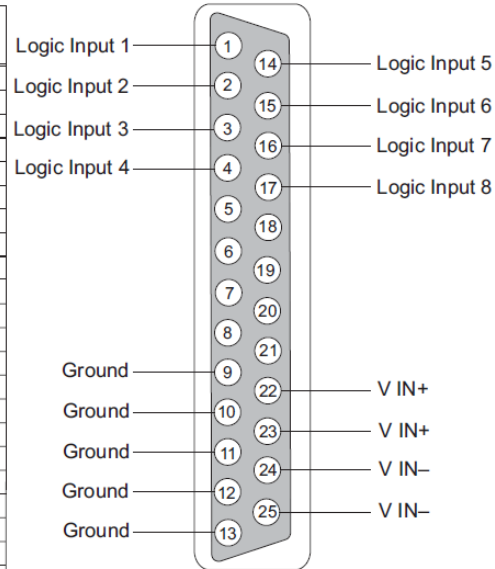 Logic Input 1
1
14
Logic Input 5
Logic Input 2
2
15
Logic Input 6
Logic Input 3
3
16
Logic Input 7
Logic Input 4
4
17
Logic Input 8
5
18
6
19
7
20
8
21
Ground
9
22
V IN+
Ground
10
23
V IN+
Ground
11
24
V IN–
Ground
12
25
V IN–
Ground
13